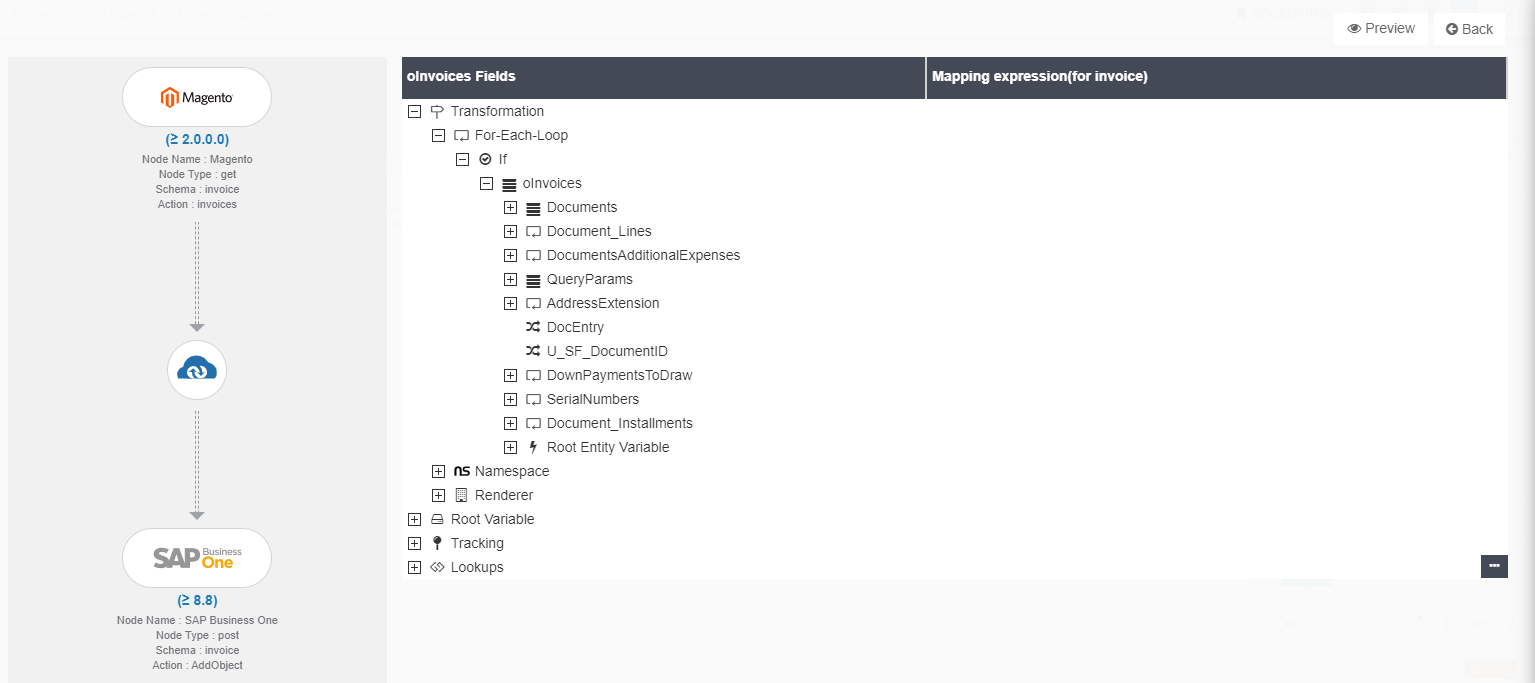 Preview
Back
Magento
(≥ 2.0.0.0)
Node Name : Magento
Node Type : get
Schema : invoice
Action : invoices
SAP Business One
(≥ 8.8)
Node Name : SAP Business One
Node Type : post
Schema : invoice
Action : AddObject
oInvoices Fields
Mapping expression(for invoice)
Transformation
For-Each-Loop
If
oInvoices
Documents
Document_Lines
DocumentsAdditionalExpenses
QueryParams
AddressExtension
DocEntry
U_SF_DocumentID
DownPaymentsToDraw
SerialNumbers
Document_Installments
Root Entity Variable
ns Namespace
Renderer
Root Variable
Tracking
Lookups